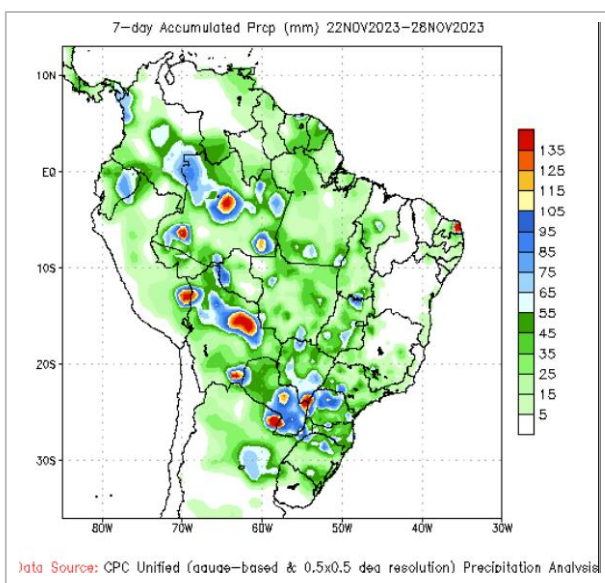 7-day Accumulated Prcp (mm) 22NOV2023-28NOV2023
10N
EQ
10S
20S
30S
80W 70W 60W 50W 40W 30W
135
125
115
105
95
85
75
65
55
45
35
25
15
5
Data Source: CPC Unified (gauge-based & 0.5x0.5 deg resolution) Precipitation Analysis